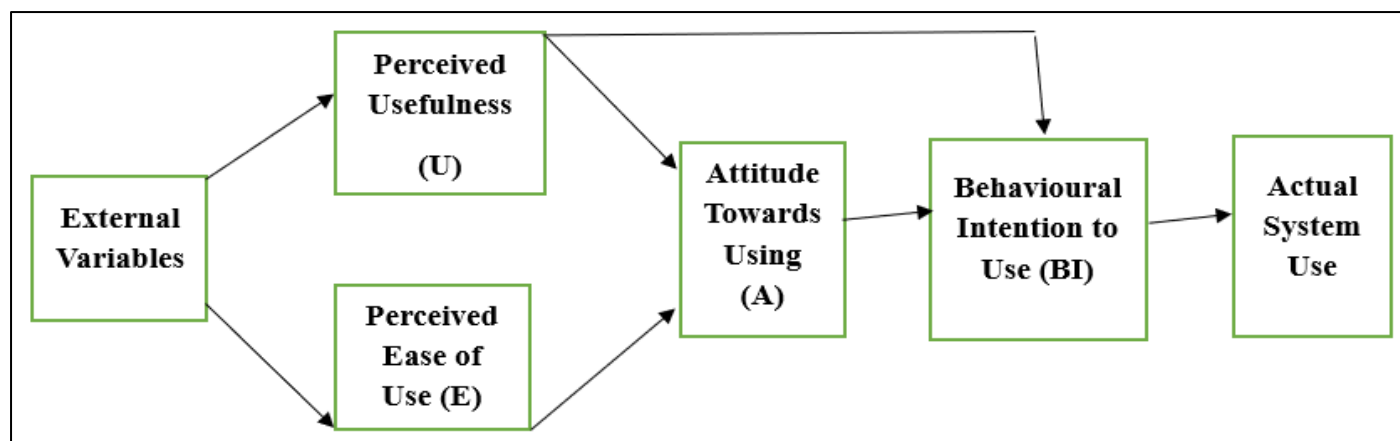 External
Variables
Perceived
Usefulness
(U)
Perceived
Ease of
Use (E)
Attitude
Towards
Using
(A)
Behavioural
Intention to
Use (BI)
Actual
System
Use